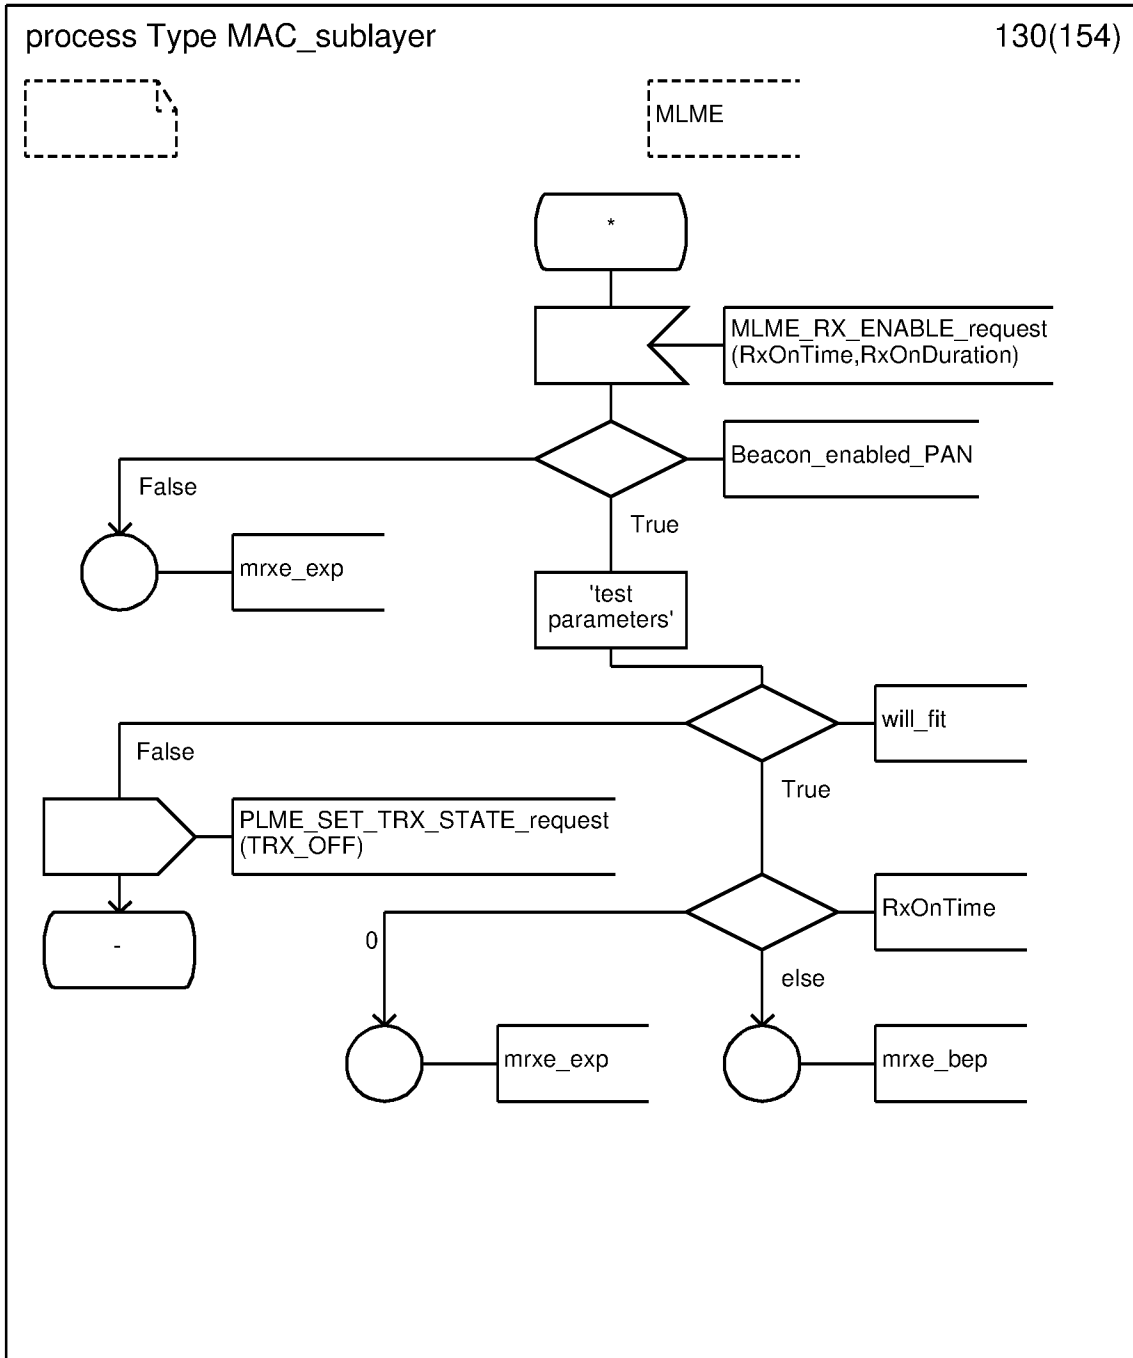 process Type MAC_sublayer
130(154)
MLME
*
MLME_RX_ENABLE_request
(RxOnTime,RxOnDuration)
Beacon_enabled_PAN
False
True
mrxe_exp
'test
parameters'
will_fit
False
True
PLME_SET_TRX_STATE_request
(TRX_OFF)
RxOnTime
-
0
else
mrxe_exp
mrxe_bep